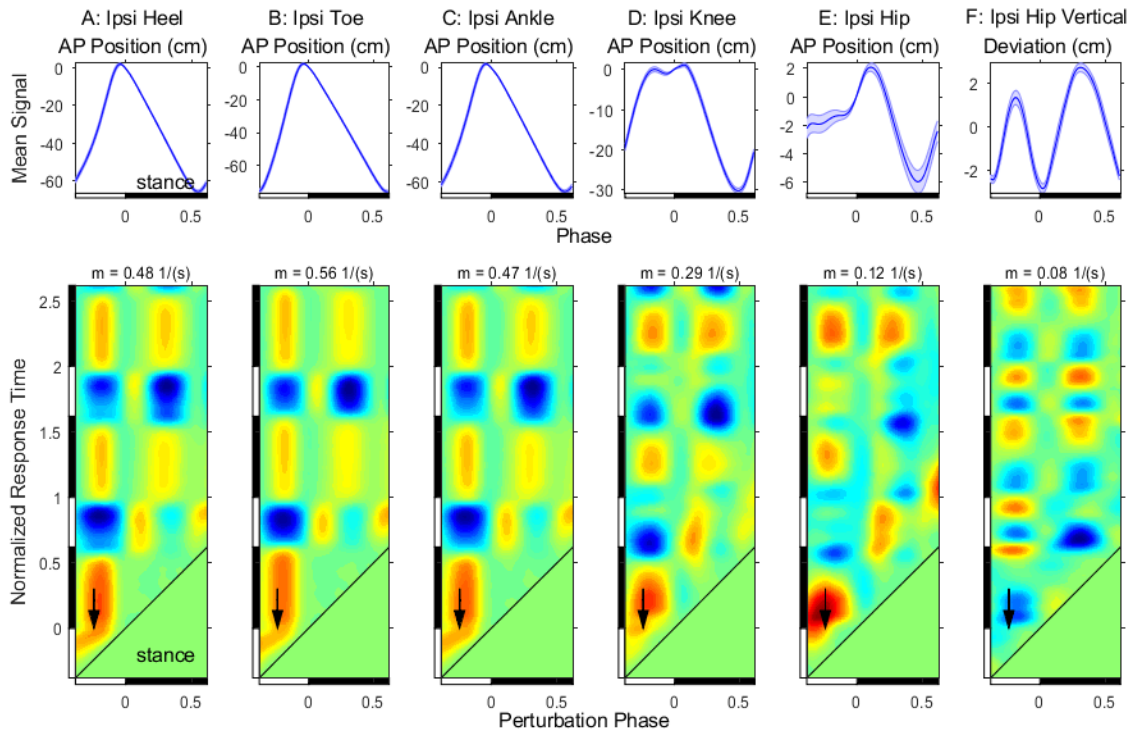 A: Ipsi Heel
AP Position (cm)
B: Ipsi Toe
AP Position (cm)
C: Ipsi Ankle
AP Position (cm)
D: Ipsi Knee
AP Position (cm)
E: Ipsi Hip
AP Position (cm)
F: Ipsi Hip Vertical
Deviation (cm)
Mean Signal
0
-20
-40
-60
stance
0 0.5
0
-20
-40
-60
0 0.5
0
-20
-40
-60
0 0.5
0
-10
-20
-30
0 0.5
2
0
-2
-4
-6
0 0.5
2
0
-2
0 0.5
Phase
m = 0.48 1/(s)
m = 0.56 1/(s)
m = 0.47 1/(s)
m = 0.29 1/(s)
m = 0.12 1/(s)
m = 0.08 1/(s)
Normalized Response Time
2.5
2
1.5
1
0.5
0
stance
0 0.5
0 0.5
0 0.5
0 0.5
0 0.5
0 0.5
Perturbation Phase